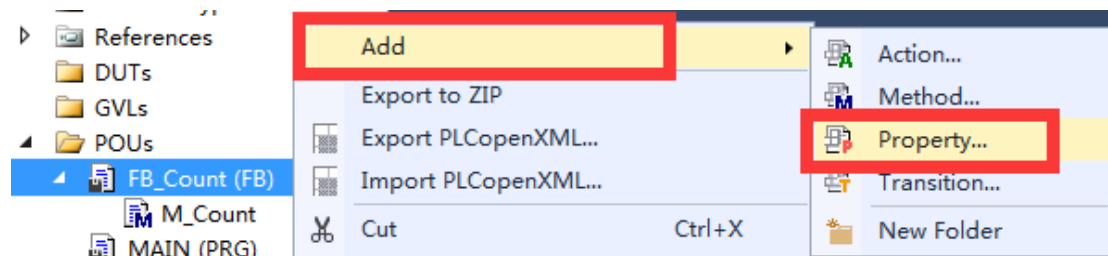 References
DUTs
GVLs
POUs
FB_Count (FB)
M_Count
MAIN (PRG)
Add
Export to ZIP
Export PLCopenXML...
Import PLCopenXML...
Cut Ctrl+X
Action...
Method...
Property...
Transition...
New Folder